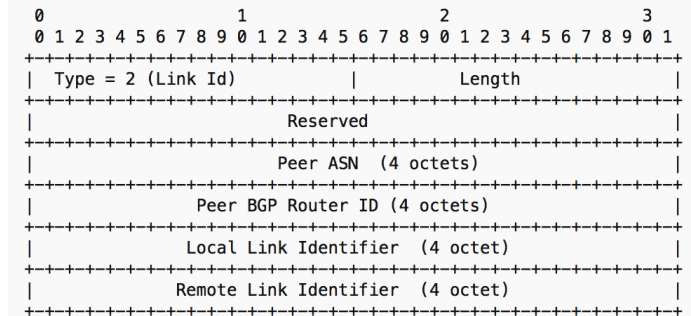 0                   1                   2                   3
0 1 2 3 4 5 6 7 8 9 0 1 2 3 4 5 6 7 8 9 0 1 2 3 4 5 6 7 8 9 0 1
+-+-+-+-+-+-+-+-+-+-+-+-+-+-+-+-+-+-+-+-+-+-+-+-+-+-+-+-+-+-+-+-+
|  Type = 2 (Link Id)           |          Length               |
+-+-+-+-+-+-+-+-+-+-+-+-+-+-+-+-+-+-+-+-+-+-+-+-+-+-+-+-+-+-+-+-+
|                         Reserved                              |
+-+-+-+-+-+-+-+-+-+-+-+-+-+-+-+-+-+-+-+-+-+-+-+-+-+-+-+-+-+-+-+-+
|                        Peer ASN  (4 octets)                   |
+-+-+-+-+-+-+-+-+-+-+-+-+-+-+-+-+-+-+-+-+-+-+-+-+-+-+-+-+-+-+-+-+
|                Peer BGP Router ID (4 octets)                  |
+-+-+-+-+-+-+-+-+-+-+-+-+-+-+-+-+-+-+-+-+-+-+-+-+-+-+-+-+-+-+-+-+
|               Local Link Identifier  (4 octet)                |
+-+-+-+-+-+-+-+-+-+-+-+-+-+-+-+-+-+-+-+-+-+-+-+-+-+-+-+-+-+-+-+-+
|              Remote Link Identifier  (4 octet)                |
+-+-+-+-+-+-+-+-+-+-+-+-+-+-+-+-+-+-+-+-+-+-+-+-+-+-+-+-+-+-+-+-+